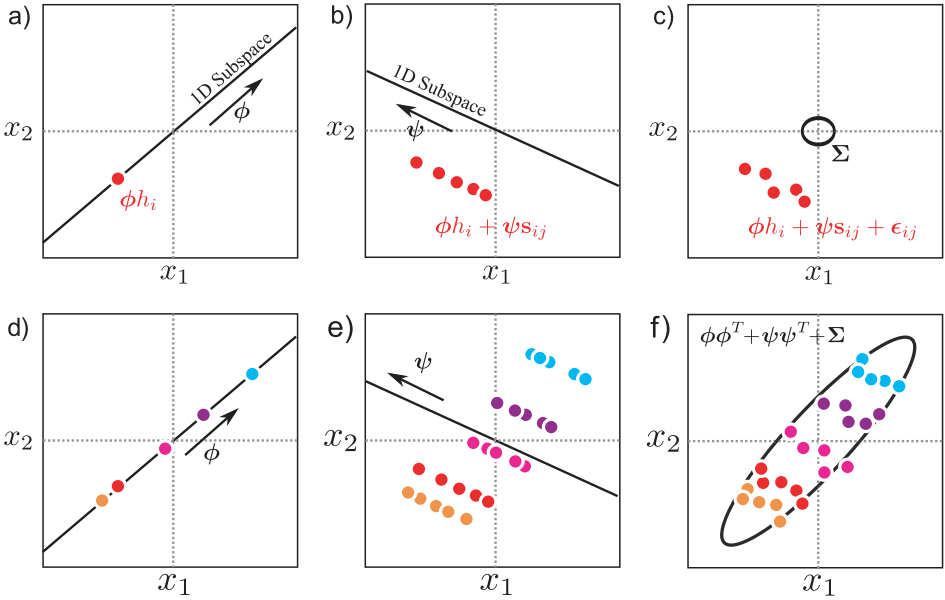 a)
1D Subspace
ϕ
x₂
ϕhᵢ
x₁
b)
1D Subspace
ψ
x₂
ϕhᵢ + ψsᵢⱼ
x₁
c)
x₂
Σ
ϕhᵢ + ψsᵢⱼ + ϵᵢⱼ
x₁
d)
x₂
ϕ
x₁
e)
ψ
x₂
x₁
f)
ϕϕᵀ+ψψᵀ+Σ
x₂
x₁